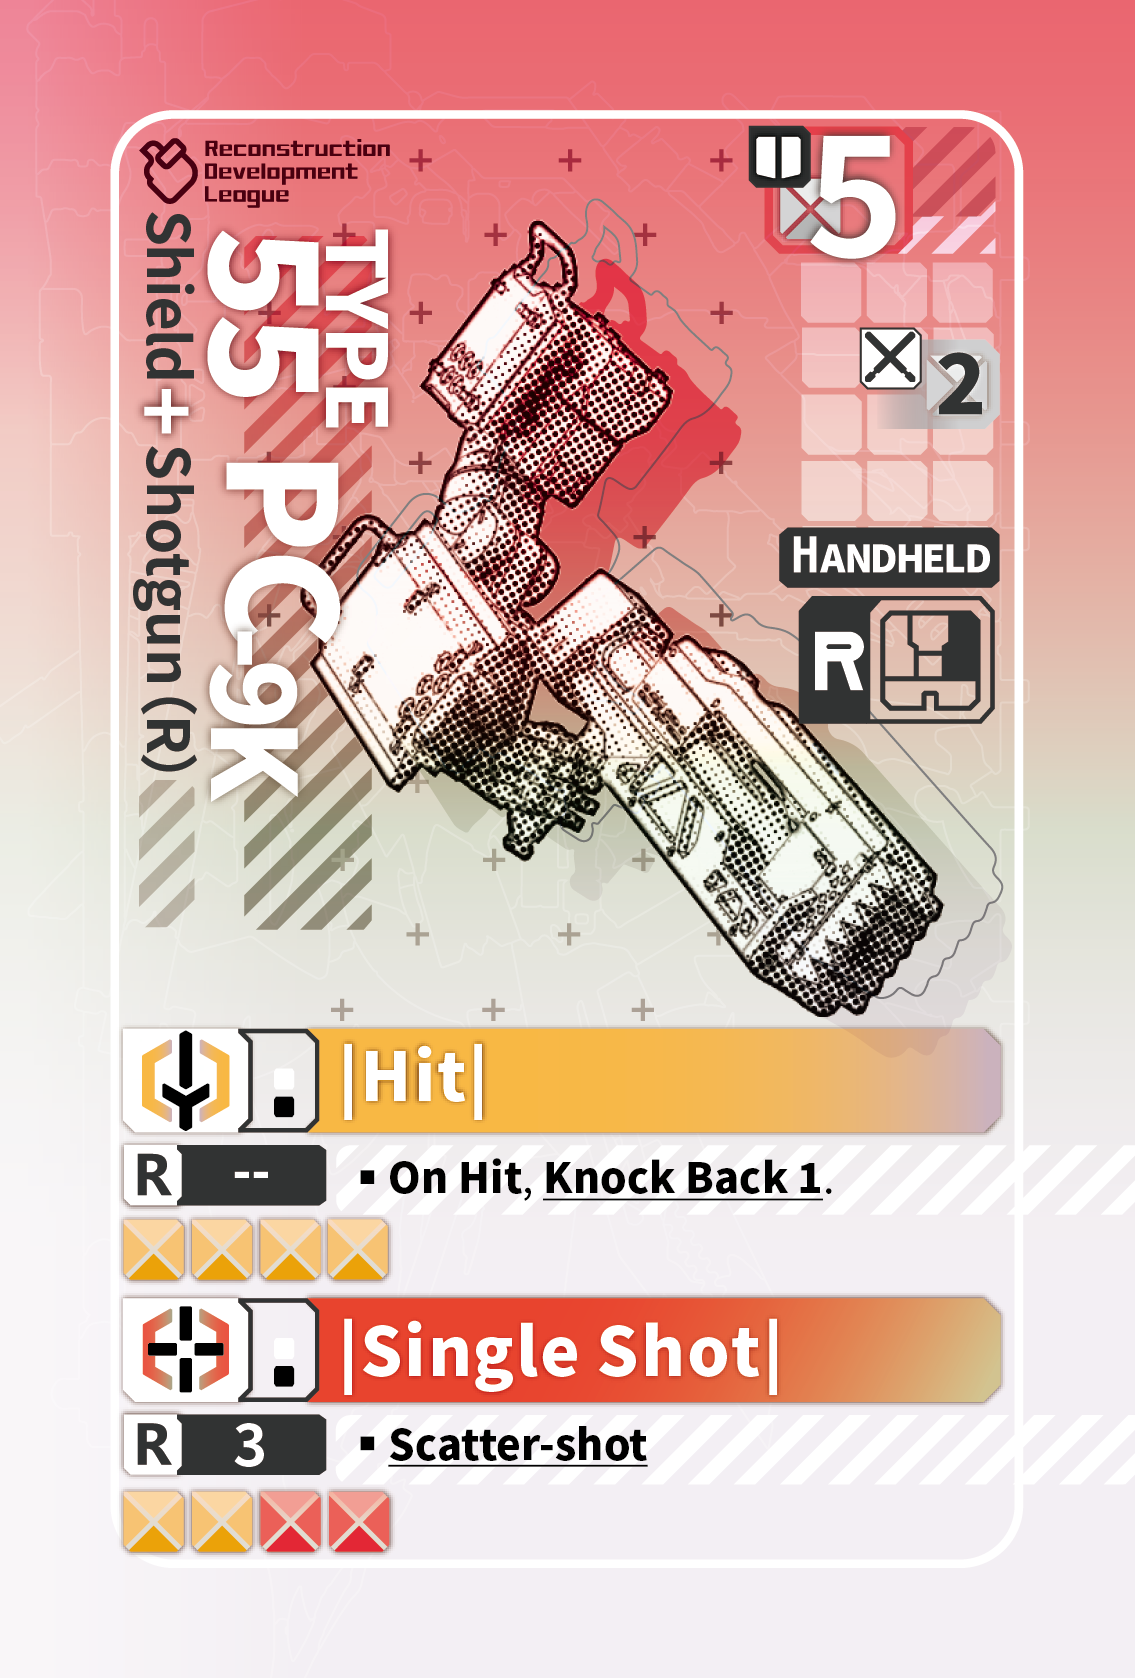 Reconstruction
Development
League
5
Shield+Shotgun (R)
TYPE
55 PC-9K
2
HANDHELD
R
|Hit|
R --
▪ On Hit, Knock Back 1.
|Single Shot|
R 3
▪ Scatter-shot